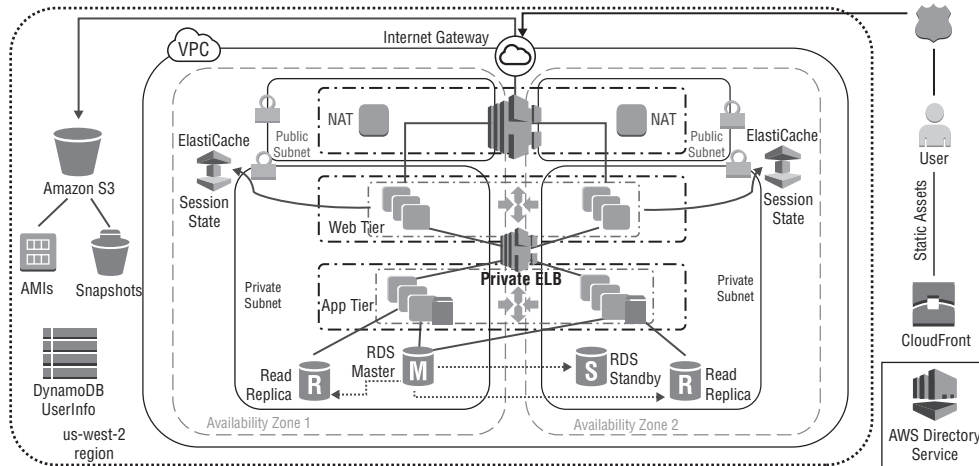 Internet Gateway
VPC
NAT
NAT
Public
Subnet
Public
Subnet
ElastiCache
ElastiCache
Session
State
Session
State
User
Amazon S3
Web Tier
Static Assets
AMIs
Snapshots
Private ELB
Private
Subnet
Private
Subnet
App Tier
CloudFront
DynamoDB
UserInfo
Read
Replica
R
RDS
Master
M
S
RDS
Standby
R
Read
Replica
Availability Zone 1
Availability Zone 2
us-west-2
region
AWS Directory
Service